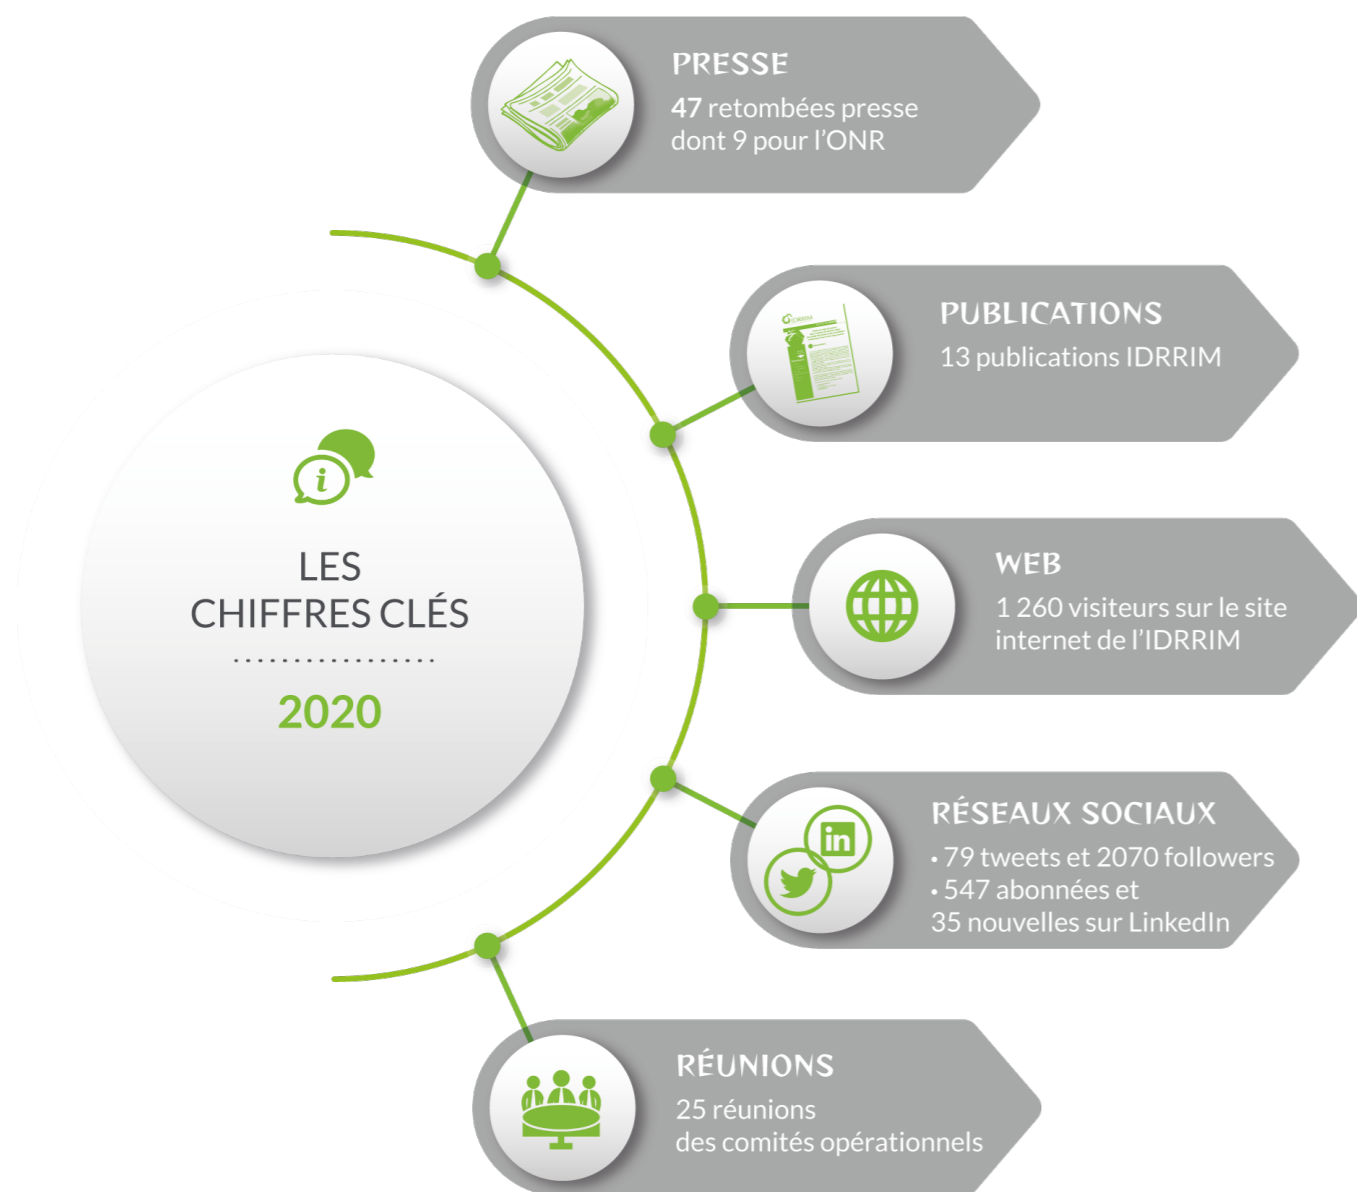 PRESSE
47 retombées presse
dont 9 pour l’ONR
PUBLICATIONS
13 publications IDRRIM
IDRRIM
i
LES
CHIFFRES CLÉS
2020
WEB
1 260 visiteurs sur le site
internet de l’IDRRIM
in
RÉSEAUX SOCIAUX
• 79 tweets et 2070 followers
• 547 abonnées et
35 nouvelles sur LinkedIn
RÉUNIONS
25 réunions
des comités opérationnels